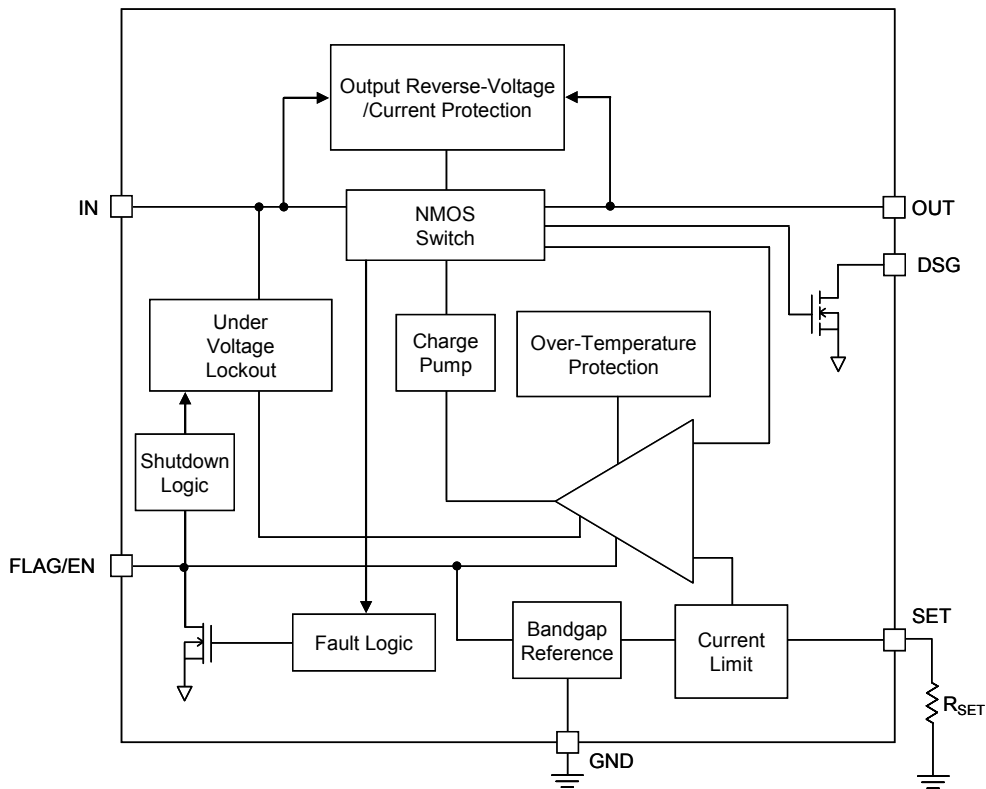 Output Reverse-Voltage
/Current Protection
IN
NMOS
Switch
OUT
DSG
Under
Voltage
Lockout
Charge
Pump
Over-Temperature
Protection
Shutdown
Logic
FLAG/EN
Fault Logic
Bandgap
Reference
Current
Limit
SET
RSET
GND